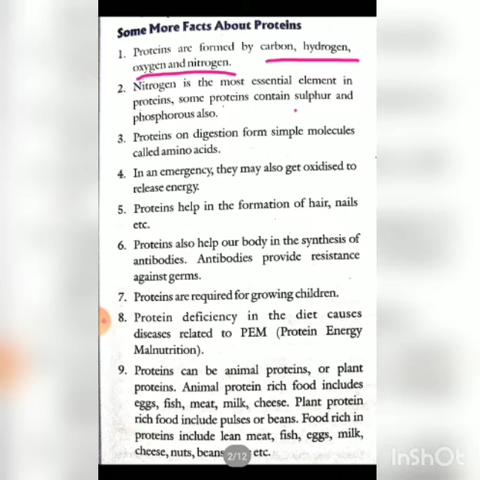 Some More Facts About Proteins
1. Proteins are formed by carbon, hydrogen,
oxygen and nitrogen.
2. Nitrogen is the most essential element in
proteins, some proteins contain sulphur and
phosphorous also.
3. Proteins on digestion form simple molecules
called amino acids.
4. In an emergency, they may also get oxidised to
release energy.
5. Proteins help in the formation of hair, nails
etc.
6. Proteins also help our body in the synthesis of
antibodies. Antibodies provide resistance
against germs.
7. Proteins are required for growing children.
8. Protein deficiency in the diet causes
diseases related to PEM (Protein Energy
Malnutrition).
9. Proteins can be animal proteins, or plant
proteins. Animal protein rich food includes
eggs, fish, meat, milk, cheese. Plant protein
rich food include pulses or beans. Food rich in
proteins include lean meat, fish, eggs, milk,
cheese, nuts, beans 2/12 etc.
InShOt